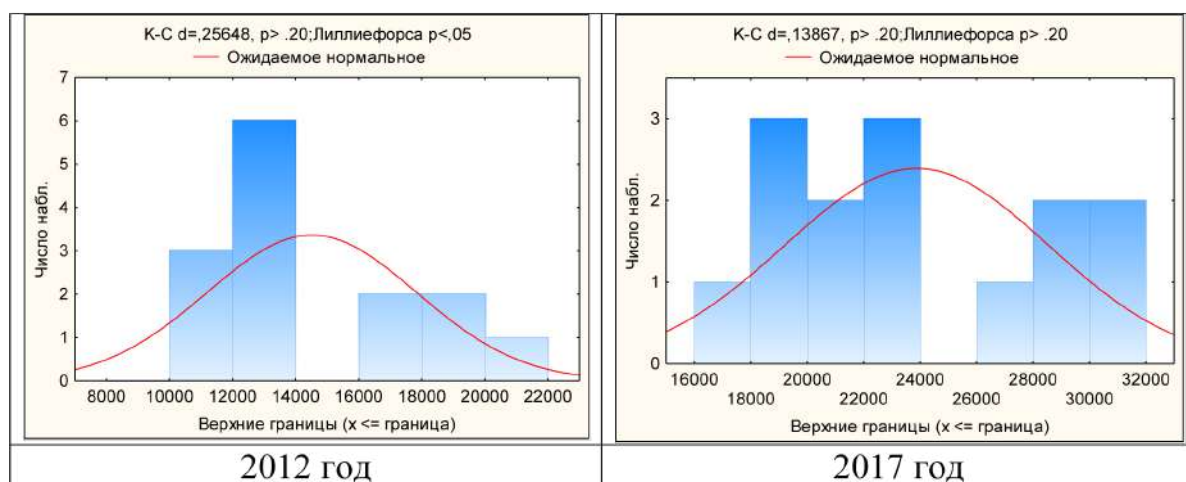 K-C d=,25648, p> .20;Лиллиефорса p<,05
Ожидаемое нормальное
7
6
5
4
3
2
1
0
Число набл.
8000 10000 12000 14000 16000 18000 20000 22000
Верхние границы (x <= граница)
2012 год
K-C d=,13867, p> .20;Лиллиефорса p> .20
Ожидаемое нормальное
3
2
1
0
Число набл.
16000 20000 24000 28000 32000
18000 22000 26000 30000
Верхние границы (x <= граница)
2017 год